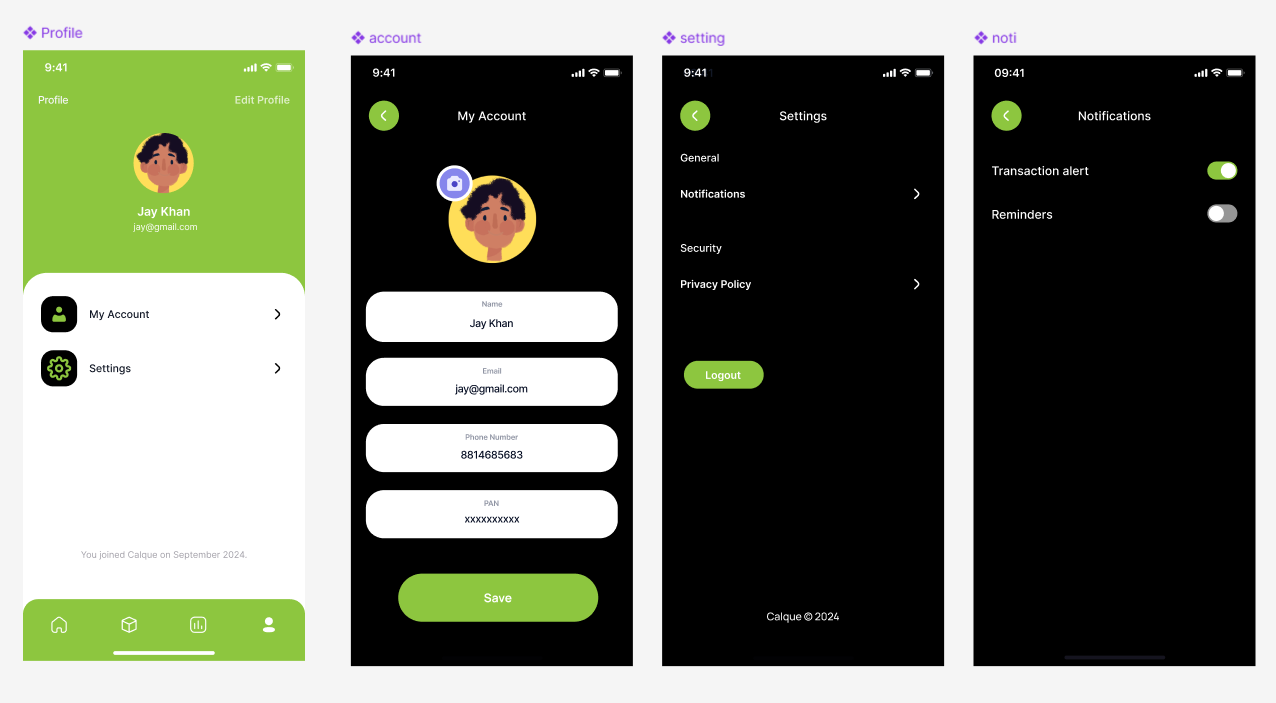 Profile
9:41
Profile
Edit Profile
Jay Khan
jay@gmail.com
My Account
Settings
You joined Calque on September 2024.
account
9:41
My Account
Name
Jay Khan
Email
jay@gmail.com
Phone Number
8814685683
PAN
xxxxxxxxxx
Save
setting
9:41
Settings
General
Notifications
Security
Privacy Policy
Logout
Calque © 2024
noti
09:41
Notifications
Transaction alert
Reminders